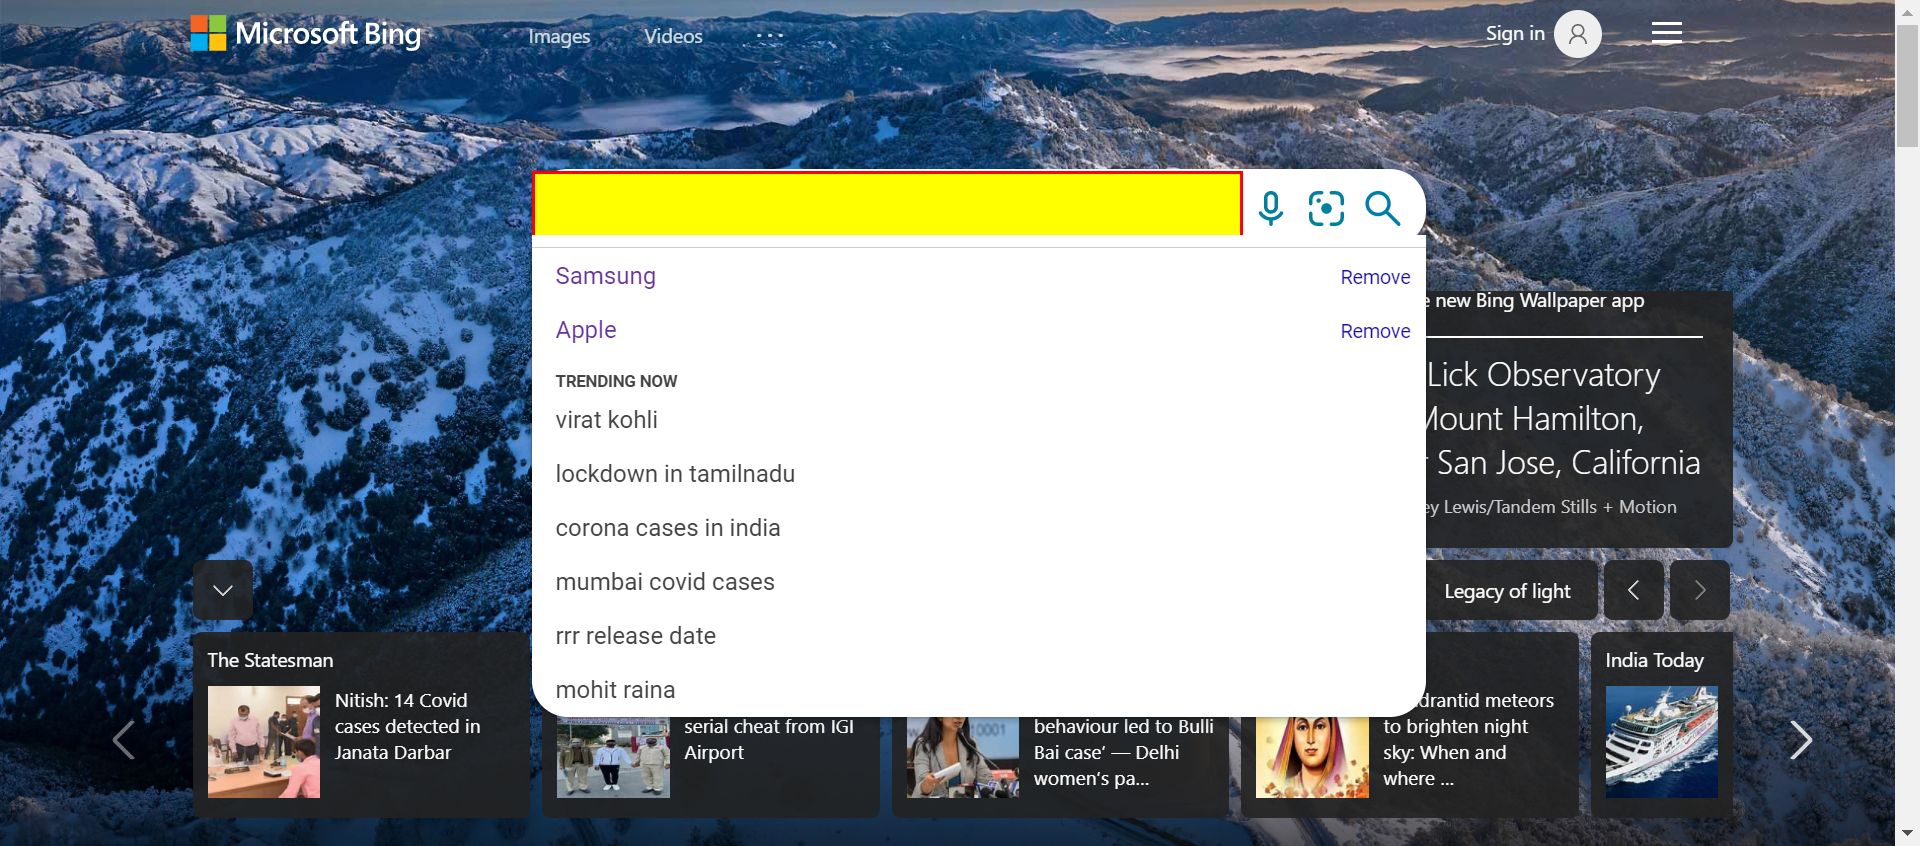 Microsoft Bing
Images
Videos
Sign in
Samsung
Remove
Apple
Remove
TRENDING NOW
virat kohli
lockdown in tamilnadu
corona cases in india
mumbai covid cases
rrr release date
mohit raina
new Bing Wallpaper app
Lick Observatory
Mount Hamilton,
San Jose, California
Lewis/Tandem Stills + Motion
Legacy of light
The Statesman
Nitish: 14 Covid
cases detected in
Janata Darbar
serial cheat from IGI
Airport
behaviour led to Bulli
Bai case’ — Delhi
women’s pa...
drantid meteors
to brighten night
sky: When and
where ...
India Today